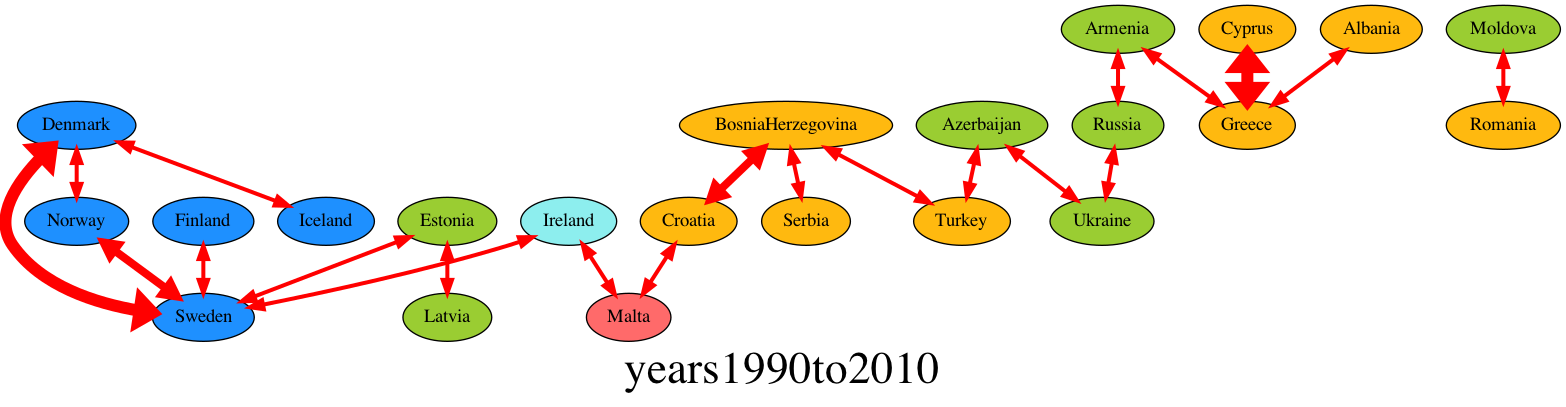 Armenia Cyprus Albania Moldova
Denmark BosniaHerzegovina Azerbaijan Russia Greece Romania
Norway Finland Iceland Estonia Ireland Croatia Serbia Turkey Ukraine
Sweden Latvia Malta
years1990to2010